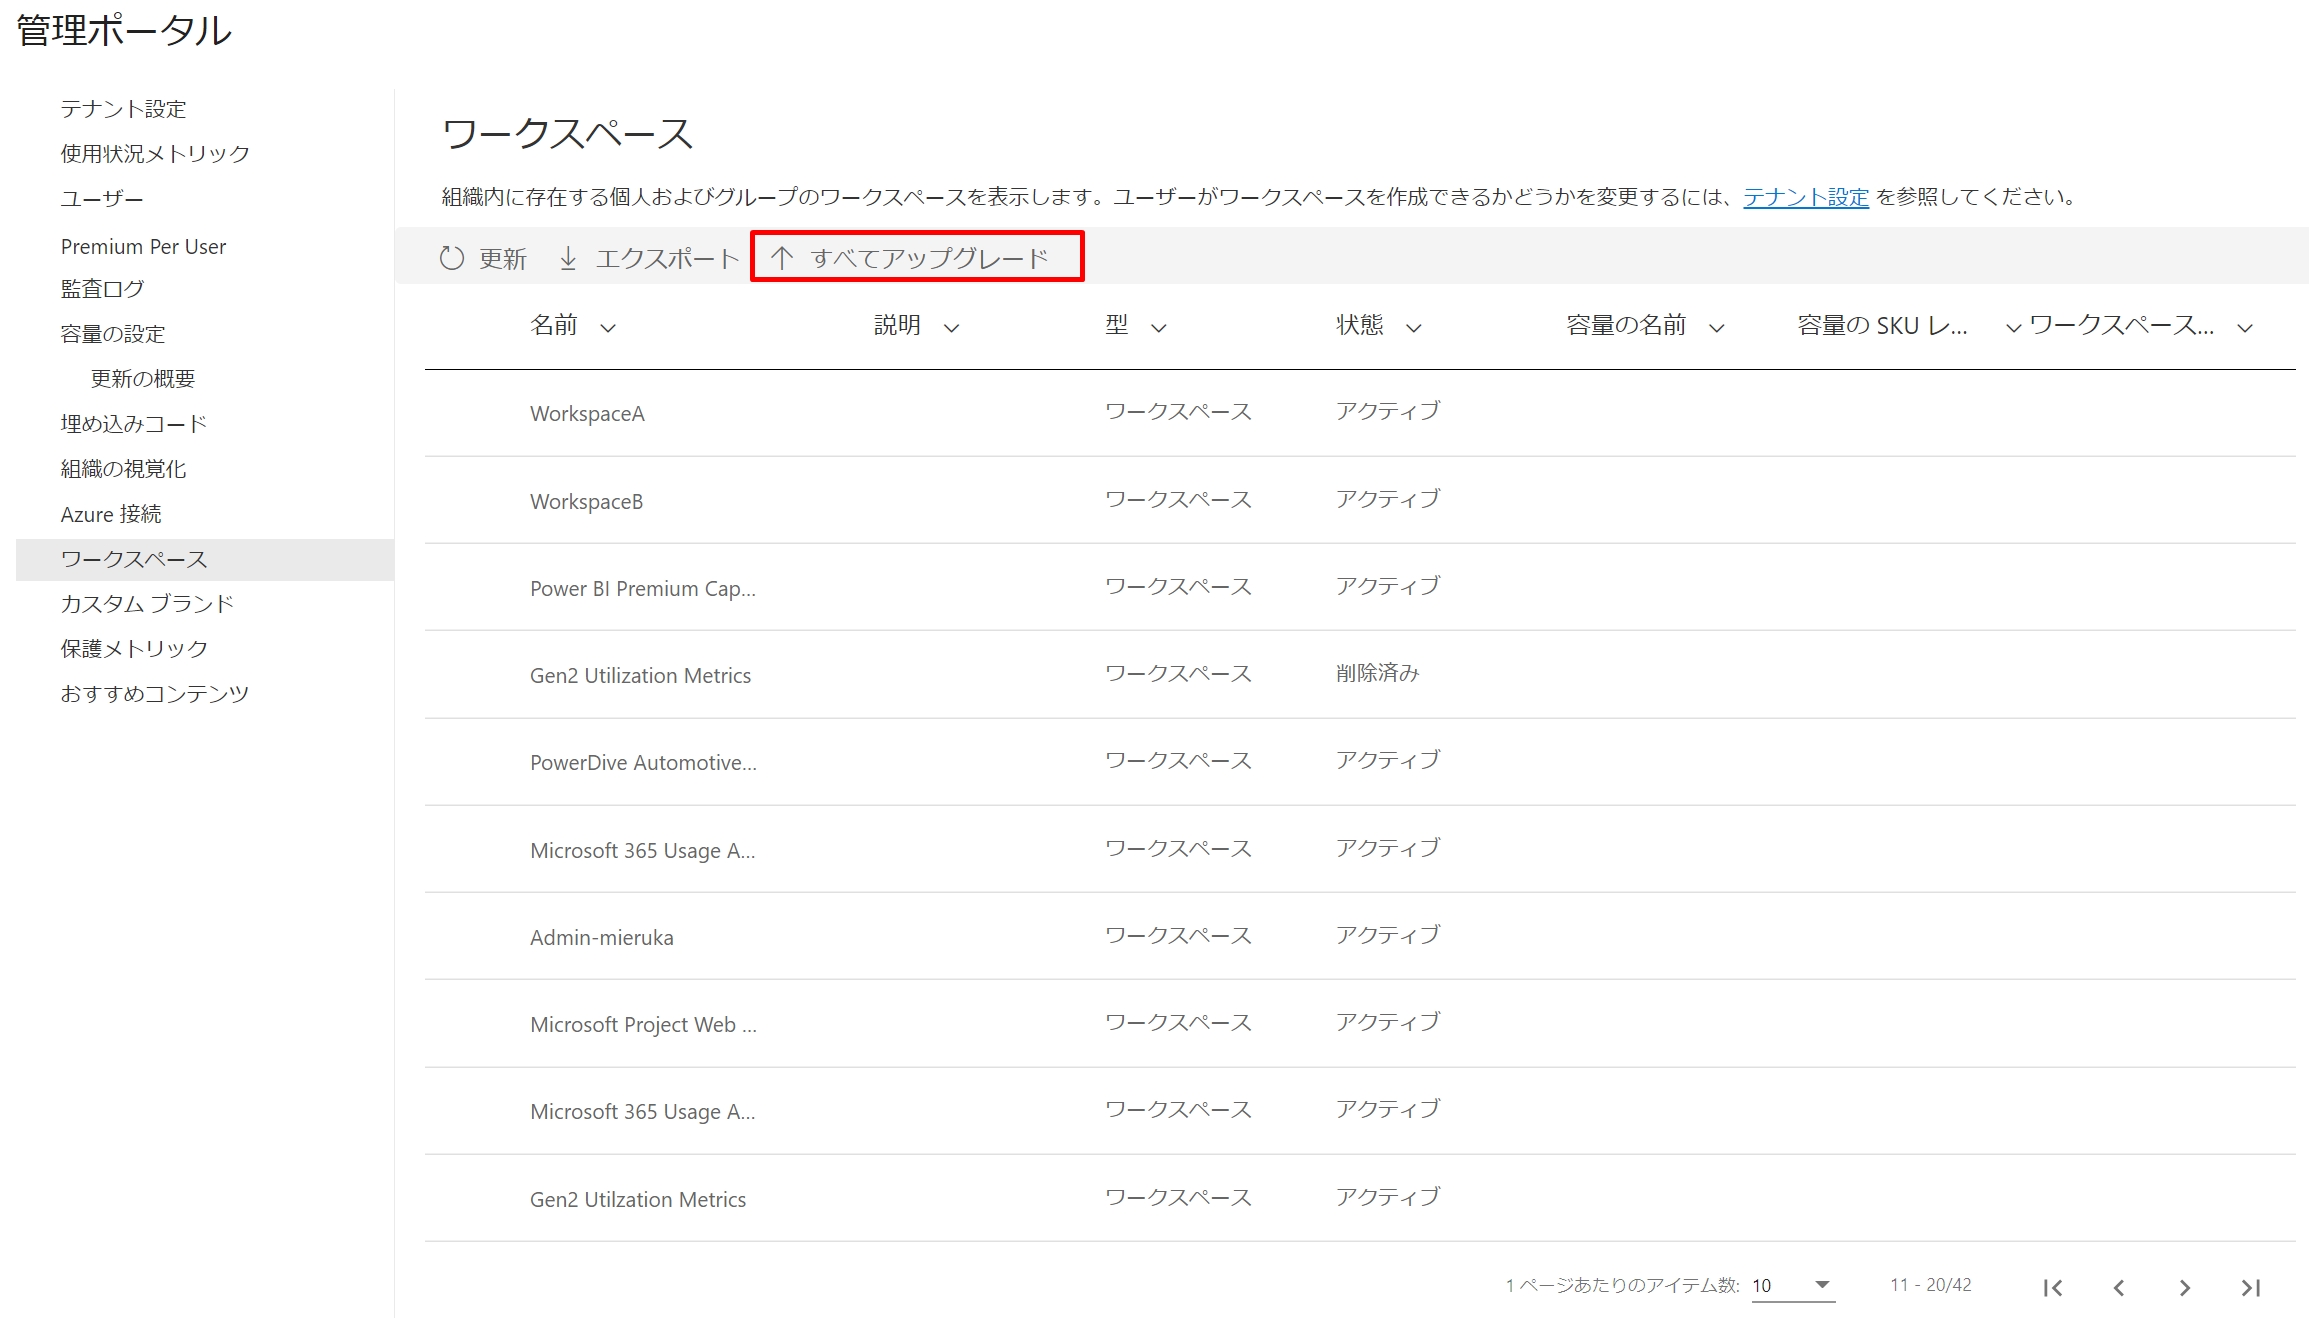 管理ポータル
テナント設定
使用状況メトリック
ユーザー
Premium Per User
監査ログ
容量の設定
更新の概要
埋め込みコード
組織の視覚化
Azure 接続
ワークスペース
カスタム ブランド
保護メトリック
おすすめコンテンツ
ワークスペース
組織内に存在する個人およびグループのワークスペースを表示します。ユーザーがワークスペースを作成できるかどうかを変更するには、テナント設定 を参照してください。
更新 エクスポート すべてアップグレード
名前 説明 型 状態 容量の名前 容量の SKU レ... ワークスペース...
WorkspaceA ワークスペース アクティブ
WorkspaceB ワークスペース アクティブ
Power BI Premium Cap... ワークスペース アクティブ
Gen2 Utilization Metrics ワークスペース 削除済み
PowerDive Automotive... ワークスペース アクティブ
Microsoft 365 Usage A... ワークスペース アクティブ
Admin-mieruka ワークスペース アクティブ
Microsoft Project Web ... ワークスペース アクティブ
Microsoft 365 Usage A... ワークスペース アクティブ
Gen2 Utilzation Metrics ワークスペース アクティブ
1 ページあたりのアイテム数: 10 11 - 20/42